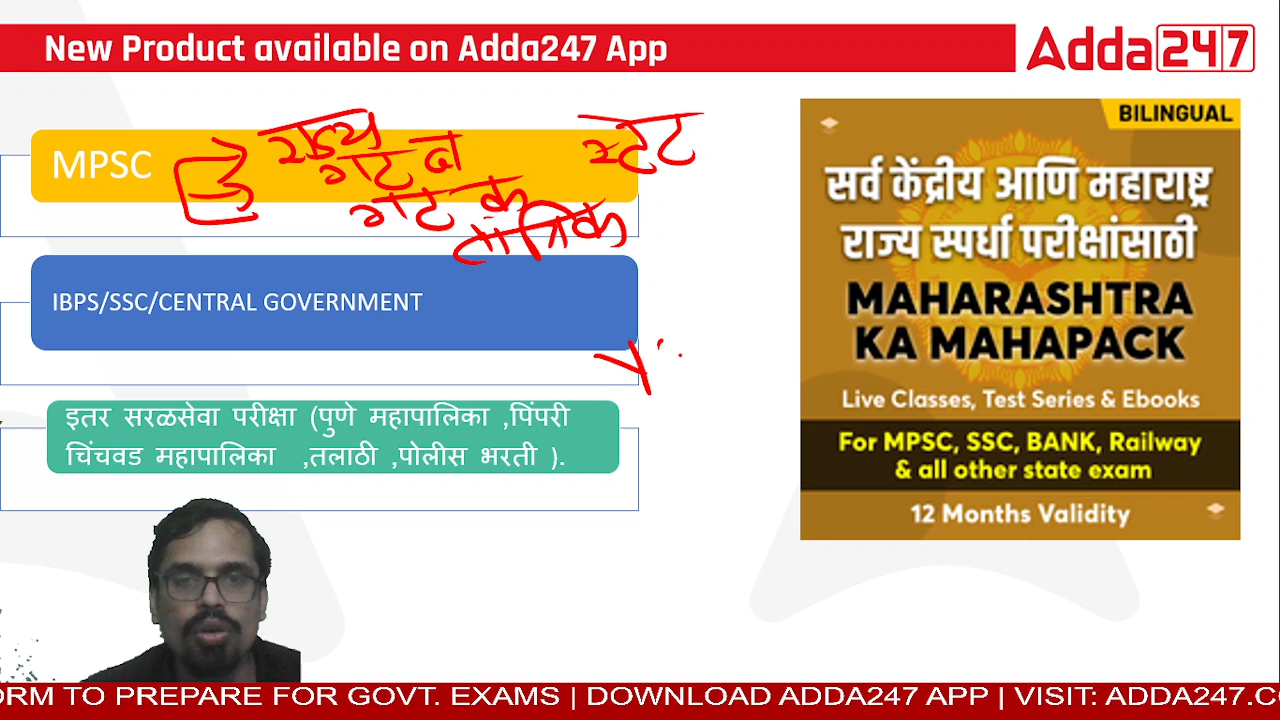 New Product available on Adda247 App
Adda247
MPSC
राज्य
गट ब
गट क
तांत्रिक
स्टेट
IBPS/SSC/CENTRAL GOVERNMENT
इतर सरळसेवा परीक्षा (पुणे महापालिका ,पिंपरी
चिंचवड महापालिका ,तलाठी ,पोलीस भरती ).
BILINGUAL
सर्व केंद्रीय आणि महाराष्ट्र
राज्य स्पर्धा परीक्षांसाठी
MAHARASHTRA
KA MAHAPACK
Live Classes, Test Series & Ebooks
For MPSC, SSC, BANK, Railway
& all other state exam
12 Months Validity
ORM TO PREPARE FOR GOVT. EXAMS | DOWNLOAD ADDA247 APP | VISIT: ADDA247.C